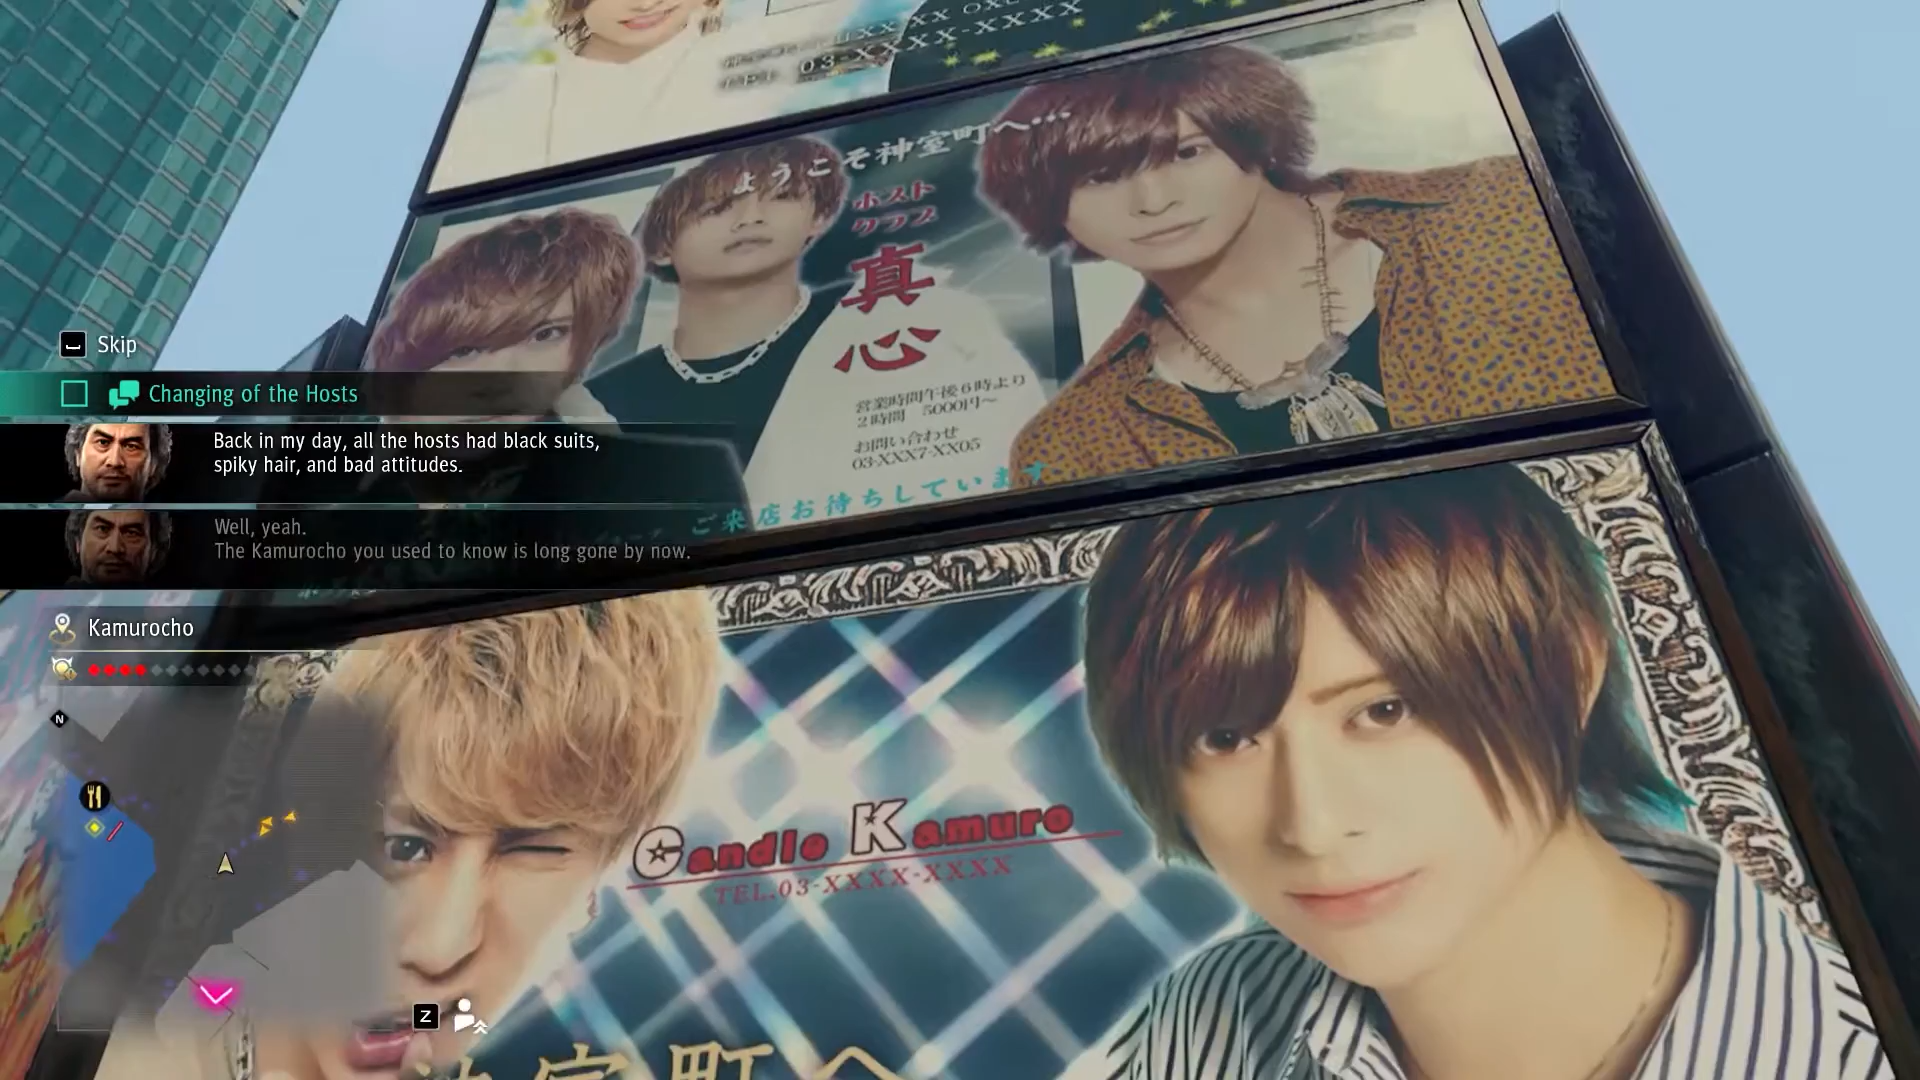 03-XXXX-XXXX
ようこそ神室町へ…
ホスト
クラブ
真
心
営業時間午後6時より
2時間 5000円～
お問い合わせ
03-XXX7-XX05
ご来店お待ちしています
Skip
Changing of the Hosts
Back in my day, all the hosts had black suits,
spiky hair, and bad attitudes.
Well, yeah.
The Kamurocho you used to know is long gone by now.
Kamurocho
N
Candle Kamuro
TEL.03-XXXX-XXXX
Z
神室町へ